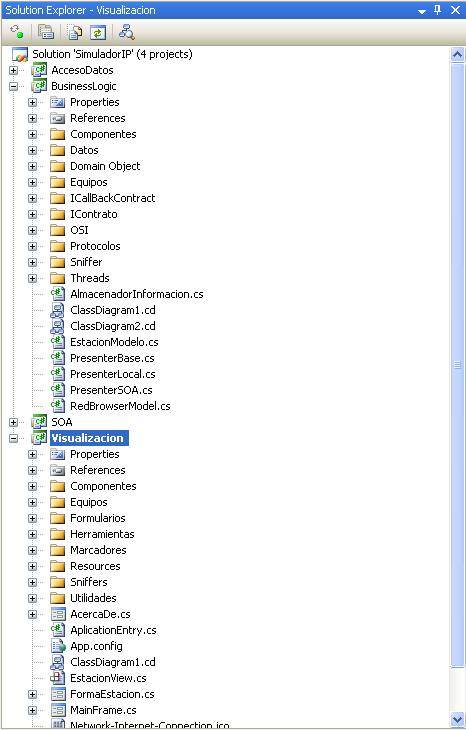 Solution Explorer - Visualizacion
Solution 'SimuladorIP' (4 projects)
AccesoDatos
BusinessLogic
Properties
References
Componentes
Datos
Domain Object
Equipos
ICallBackContract
IContrato
OSI
Protocolos
Sniffer
Threads
AlmacenadorInformacion.cs
ClassDiagram1.cd
ClassDiagram2.cd
EstacionModelo.cs
PresenterBase.cs
PresenterLocal.cs
PresenterSOA.cs
RedBrowserModel.cs
SOA
Visualizacion
Properties
References
Componentes
Equipos
Formularios
Herramientas
Marcadores
Resources
Sniffers
Utilidades
AcercaDe.cs
AplicationEntry.cs
App.config
ClassDiagram1.cd
EstacionView.cs
FormaEstacion.cs
MainFrame.cs
Network-Internet-Connection.ico